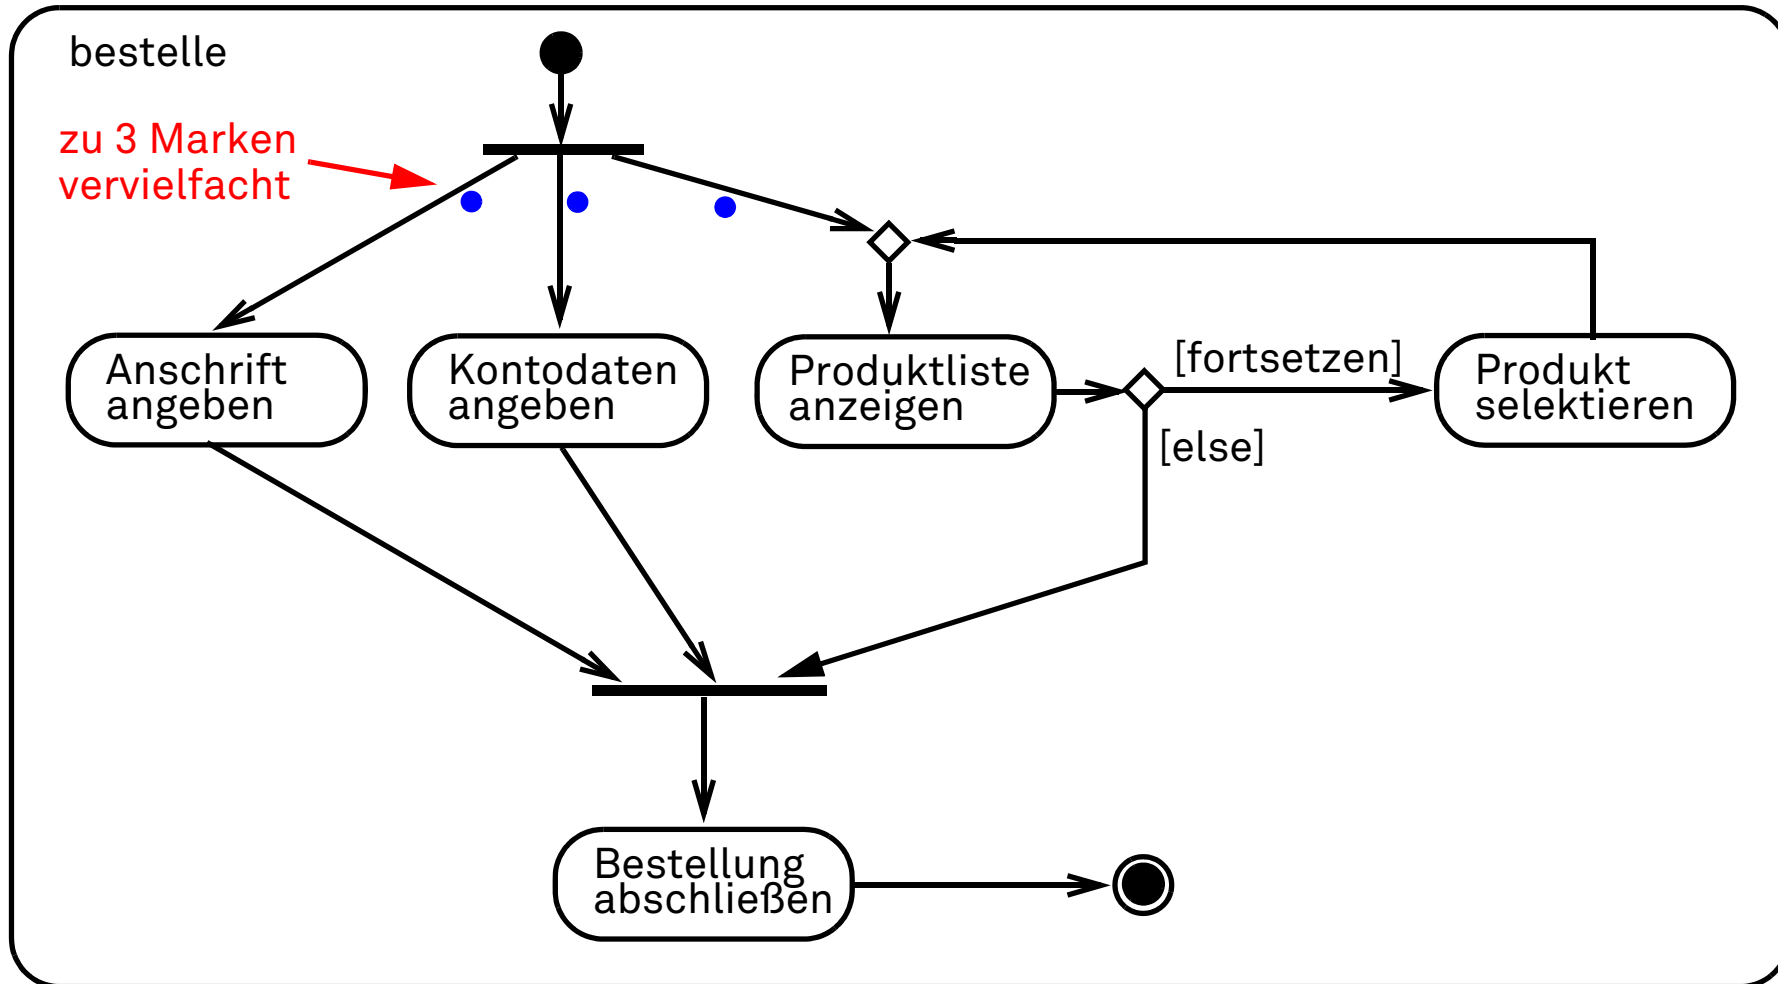 bestelle
zu 3 Marken
vervielfacht
Anschrift
angeben
Kontodaten
angeben
Produktliste
anzeigen
[fortsetzen]
[else]
Produkt
selektieren
Bestellung
abschließen